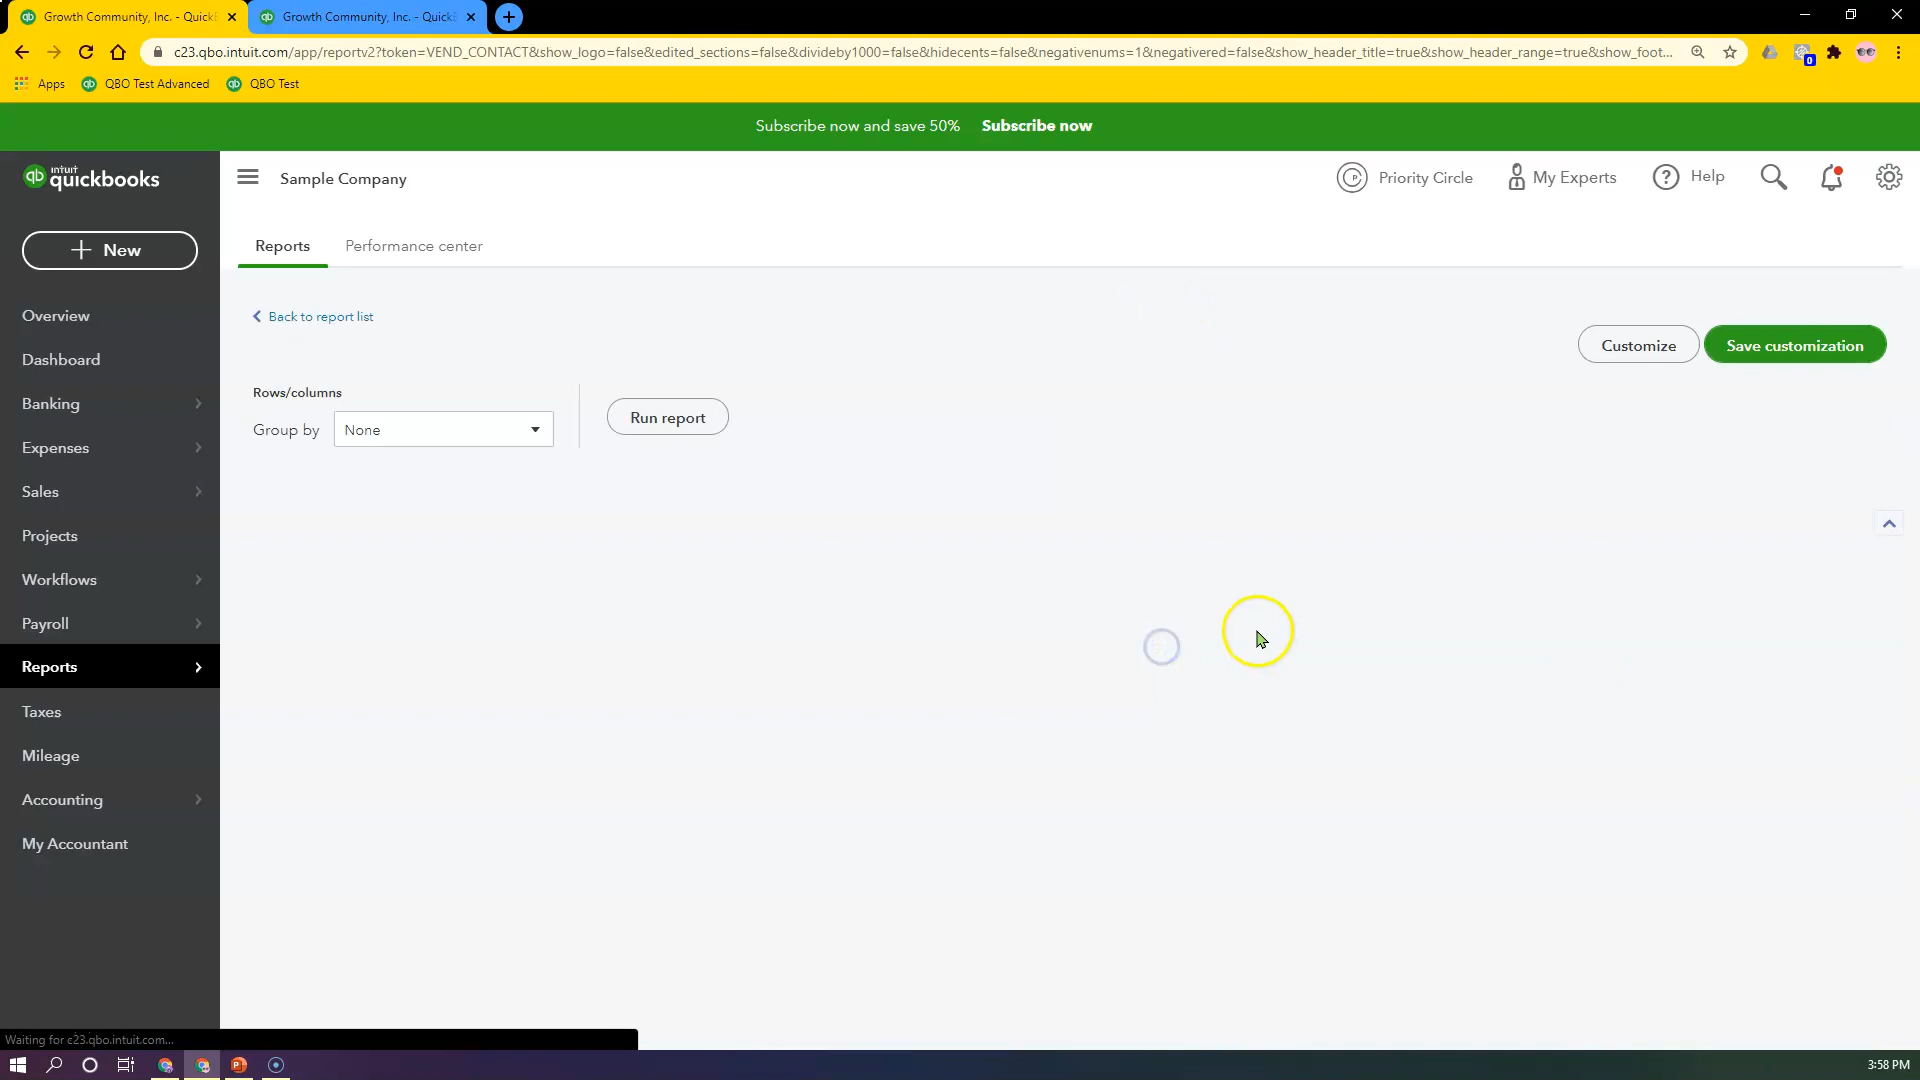 Growth Community, Inc. - QuickB
Growth Community, Inc. - QuickB
c23.qbo.intuit.com/app/reportv2?token=VEND_CONTACT&show_logo=false&edited_sections=false&divideby1000=false&hidecents=false&negativenums=1&negativered=false&show_header_title=true&show_header_range=true&show_foot...
0
Apps
QBO Test Advanced
QBO Test
Subscribe now and save 50% Subscribe now
intuit
quickbooks
Sample Company
Priority Circle
My Experts
Help
New
Reports
Performance center
Overview
Dashboard
Banking
Expenses
Sales
Projects
Workflows
Payroll
Reports
Taxes
Mileage
Accounting
My Accountant
Back to report list
Customize
Save customization
Rows/columns
Group by
None
Run report
Waiting for c23.qbo.intuit.com...
3:58 PM